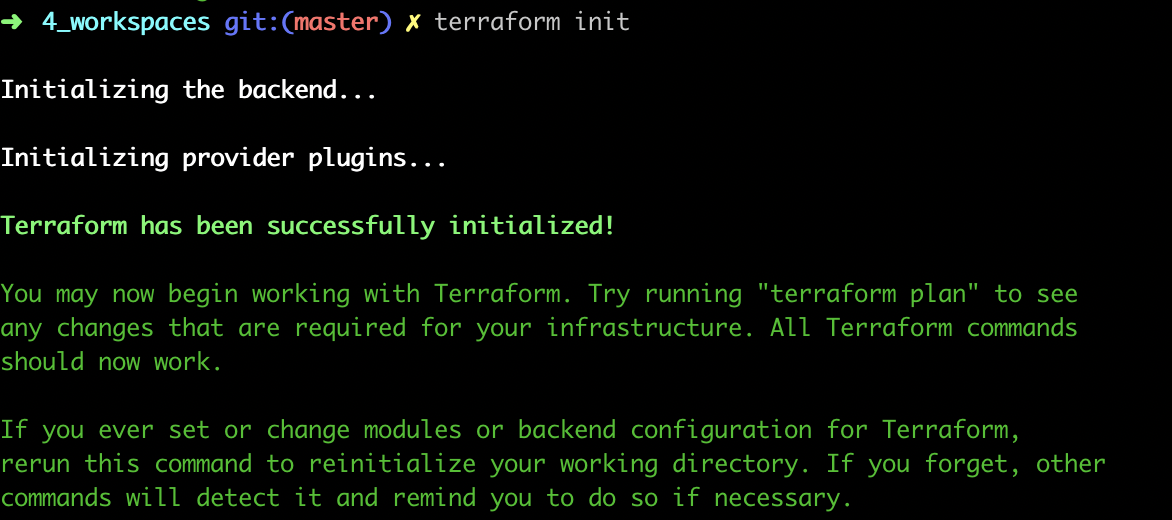 ➜ 4_workspaces git:(master) ✗ terraform init
Initializing the backend...
Initializing provider plugins...
Terraform has been successfully initialized!
You may now begin working with Terraform. Try running "terraform plan" to see
any changes that are required for your infrastructure. All Terraform commands
should now work.
If you ever set or change modules or backend configuration for Terraform,
rerun this command to reinitialize your working directory. If you forget, other
commands will detect it and remind you to do so if necessary.